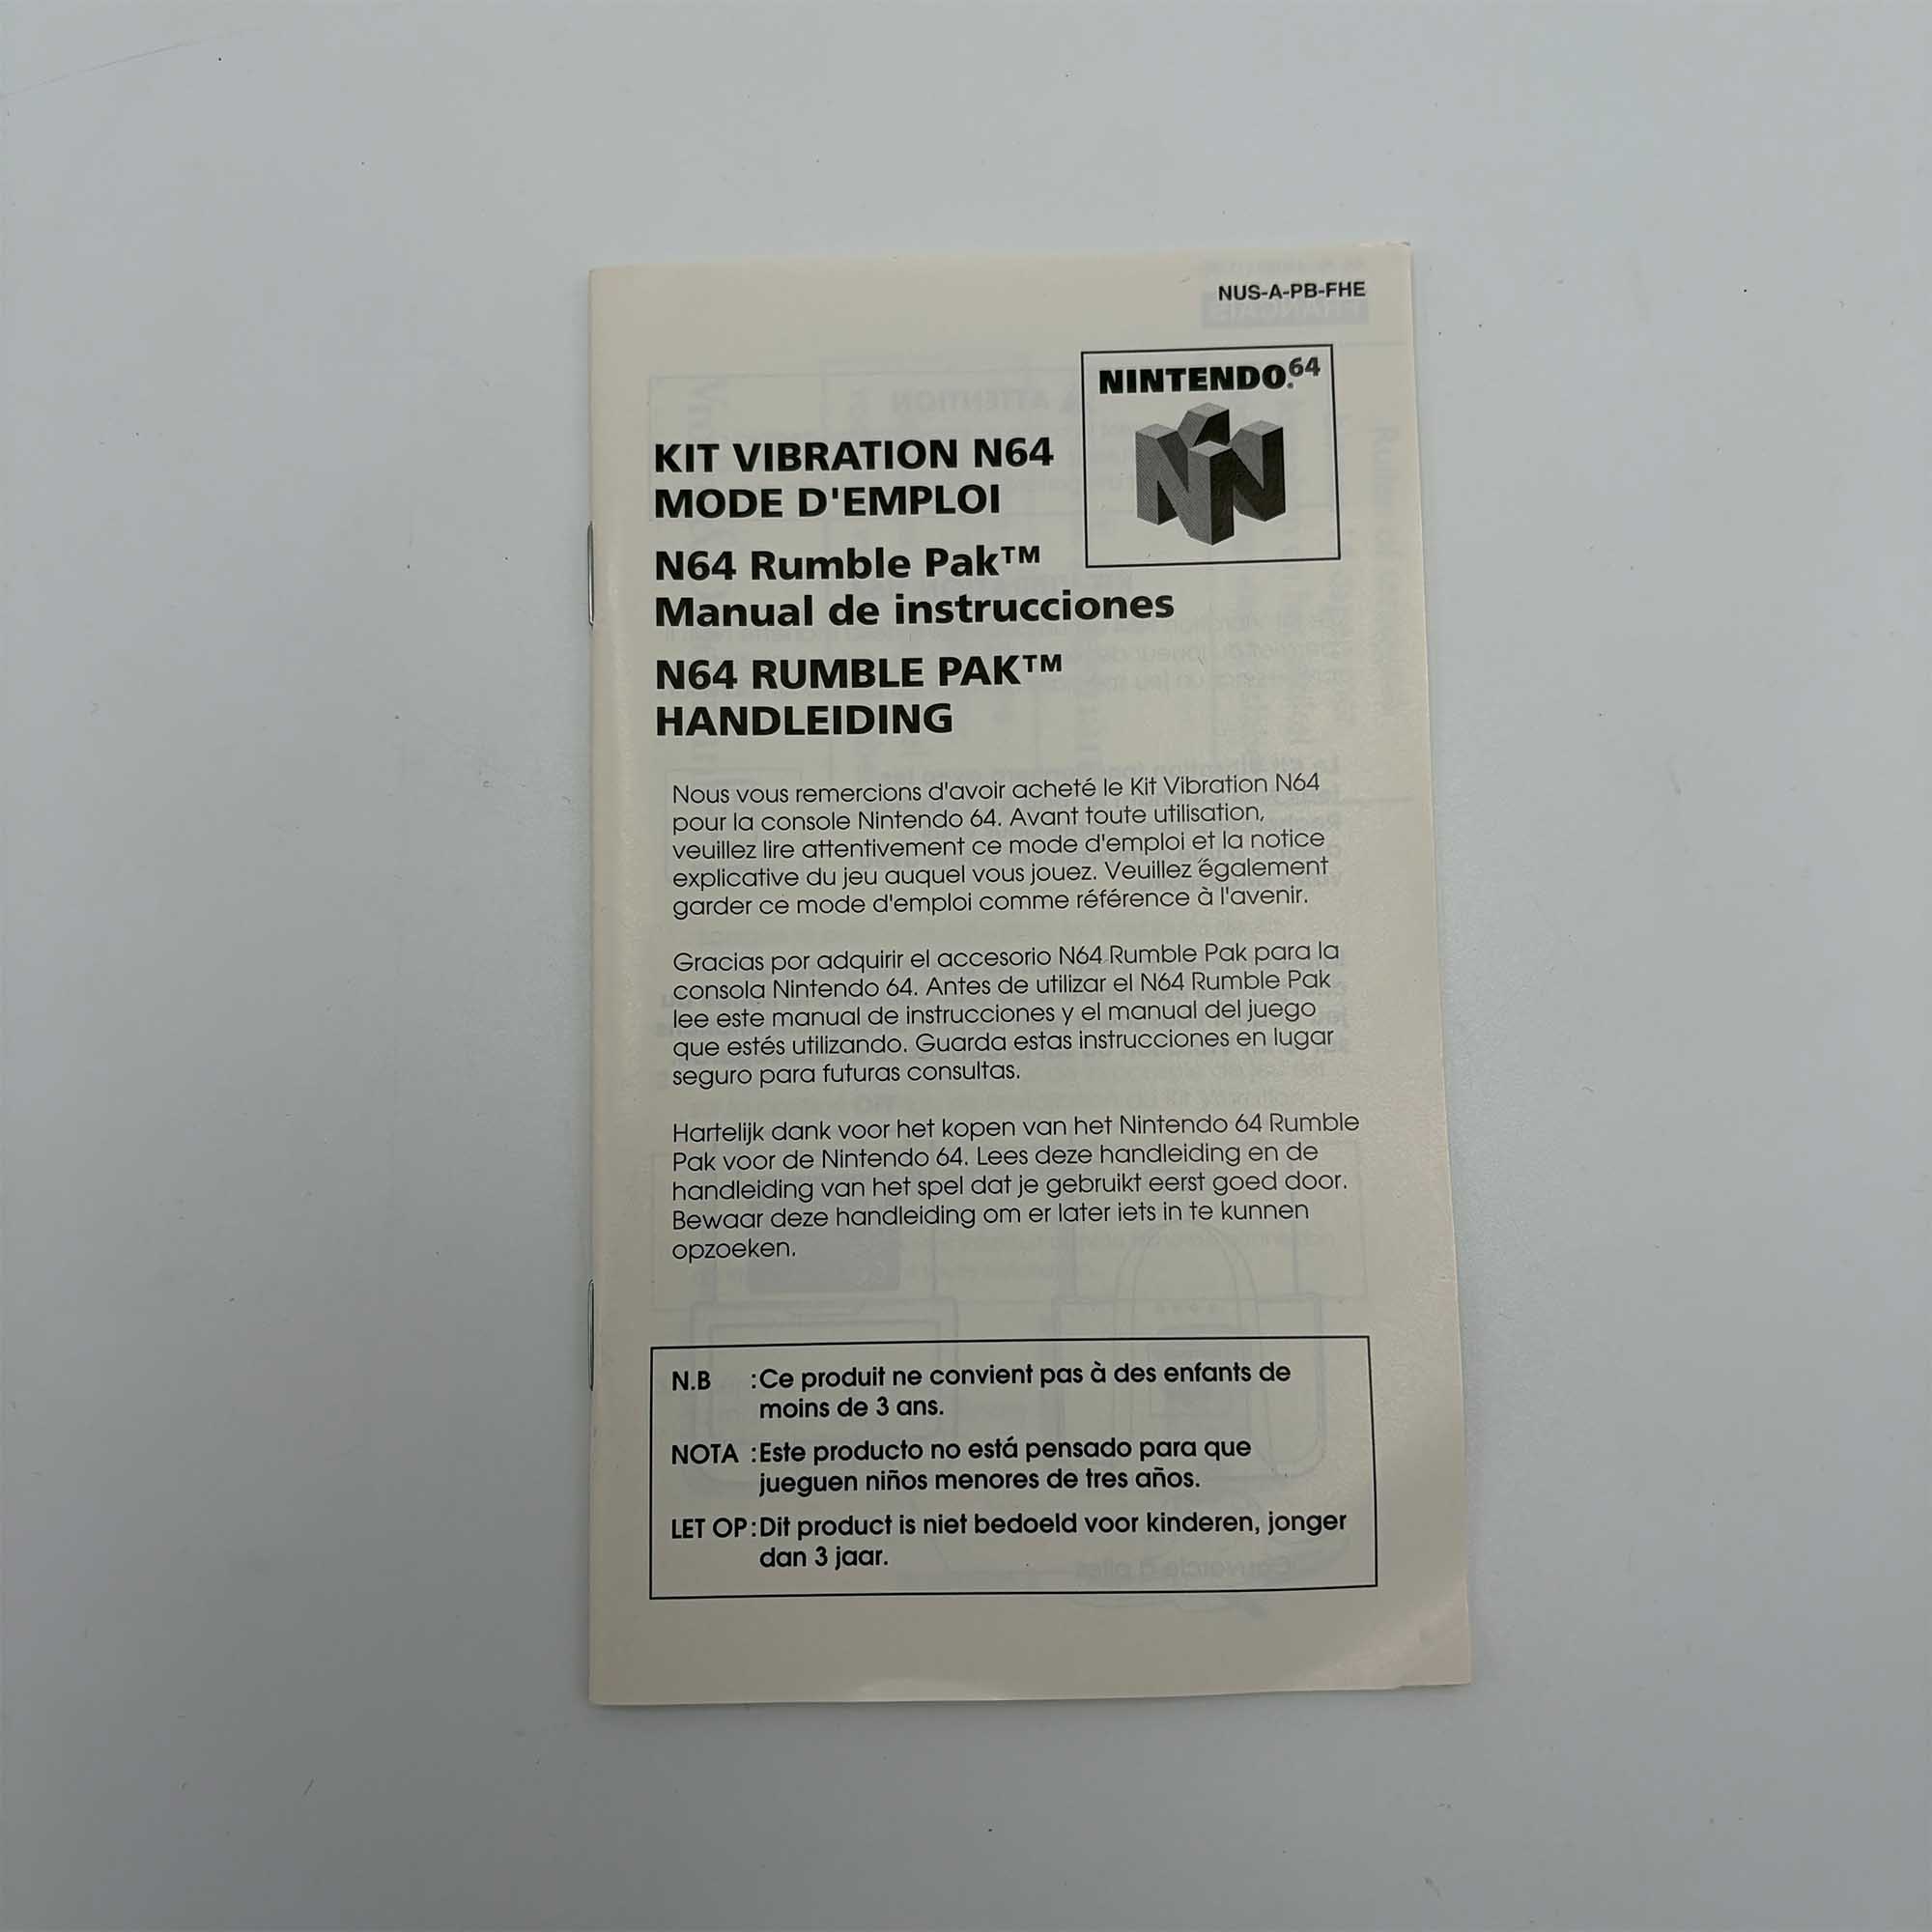 NUS-A-PB-FHE
NINTENDO.64
KIT VIBRATION N64
MODE D'EMPLOI
N64 Rumble Pak™
Manual de instrucciones
N64 RUMBLE PAK™
HANDLEIDING
Nous vous remercions d'avoir acheté le Kit Vibration N64
pour la console Nintendo 64. Avant toute utilisation,
veuillez lire attentivement ce mode d'emploi et la notice
explicative du jeu auquel vous jouez. Veuillez également
garder ce mode d'emploi comme référence à l'avenir.
Gracias por adquirir el accesorio N64 Rumble Pak para la
consola Nintendo 64. Antes de utilizar el N64 Rumble Pak
lee este manual de instrucciones y el manual del juego
que estés utilizando. Guarda estas instrucciones en lugar
seguro para futuras consultas.
Hartelijk dank voor het kopen van het Nintendo 64 Rumble
Pak voor de Nintendo 64. Lees deze handleiding en de
handleiding van het spel dat je gebruikt eerst goed door.
Bewaar deze handleiding om er later iets in te kunnen
opzoeken.
N.B :Ce produit ne convient pas à des enfants de
moins de 3 ans.
NOTA :Este producto no está pensado para que
jueguen niños menores de tres años.
LET OP:Dit product is niet bedoeld voor kinderen, jonger
dan 3 jaar.